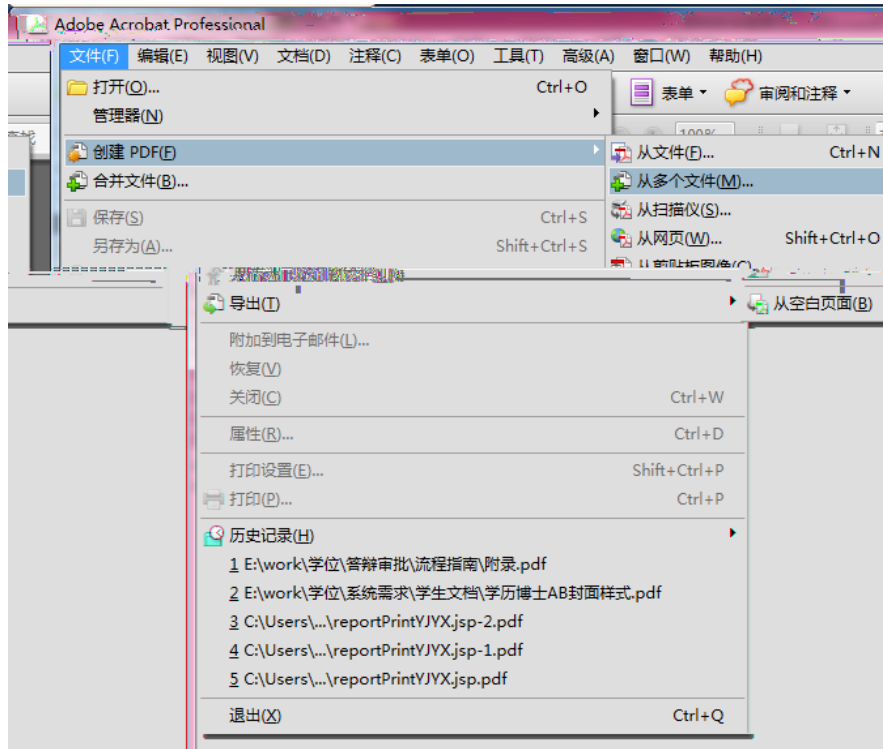 Adobe Acrobat Professional
文件(F) 编辑(E) 视图(V) 文档(D) 注释(C) 表单(O) 工具(T) 高级(A) 窗口(W) 帮助(H)
打开(O)... Ctrl+O
表单 审阅和注释
管理器(N)
100%
创建 PDF(F)
从文件(F)... Ctrl+N
合并文件(B)...
从多个文件(M)...
保存(S) Ctrl+S
从扫描仪(S)...
另存为(A)... Shift+Ctrl+S
从网页(W)... Shift+Ctrl+O
从剪贴板图像(C)
导出(T)
从空白页面(B)
附加到电子邮件(L)...
恢复(V)
关闭(C) Ctrl+W
属性(R)... Ctrl+D
打印设置(E)... Shift+Ctrl+P
打印(P)... Ctrl+P
历史记录(H)
1 E:\work\学位\答辩审批\流程指南\附录.pdf
2 E:\work\学位\系统需求\学生文档\学历博士AB封面样式.pdf
3 C:\Users\...\reportPrintYJYX.jsp-2.pdf
4 C:\Users\...\reportPrintYJYX.jsp-1.pdf
5 C:\Users\...\reportPrintYJYX.jsp.pdf
退出(X) Ctrl+Q